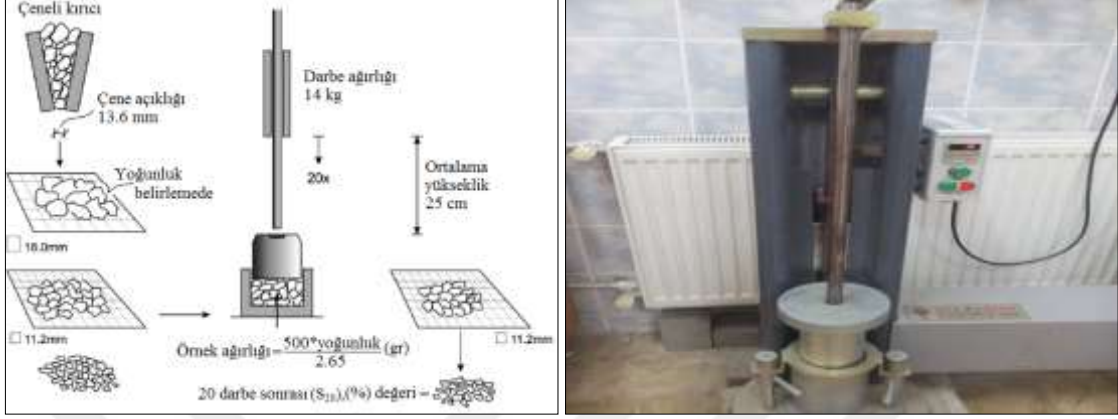 Çeneli kırıcı
Çene açıklığı
13.6 mm
Yoğunluk
belirlemede
16.0mm
11.2mm
Darbe ağırlığı
14 kg
20x
Ortalama
yükseklik
25 cm
11.2mm
Örnek ağırlığı=500*yoğunluk/2.65 (gr)
20 darbe sonrası (S20),(%) değeri =